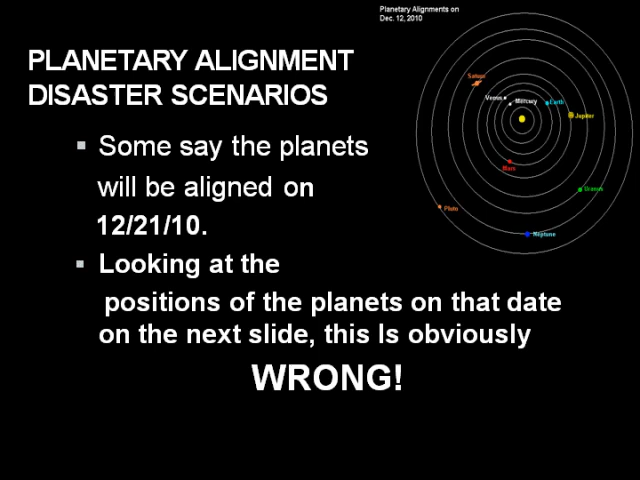 Planetary Alignments on
Dec. 12, 2010
PLANETARY ALIGNMENT
DISASTER SCENARIOS
Saturn
Venus
Mercury
Earth
Jupiter
Mars
Uranus
Pluto
Neptune
▪ Some say the planets
will be aligned on
12/21/10.
▪ Looking at the
positions of the planets on that date
on the next slide, this Is obviously
WRONG!